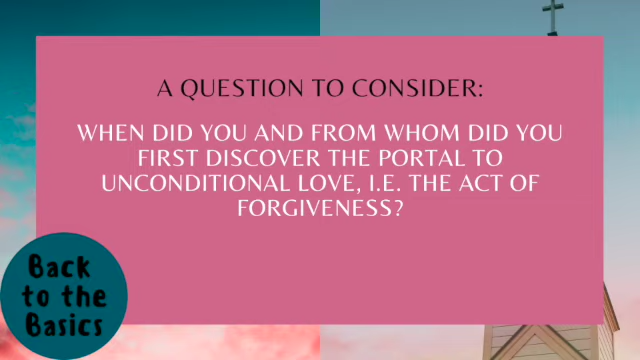 A QUESTION TO CONSIDER:
WHEN DID YOU AND FROM WHOM DID YOU
FIRST DISCOVER THE PORTAL TO
UNCONDITIONAL LOVE, I.E. THE ACT OF
FORGIVENESS?
Back
to the
Basics